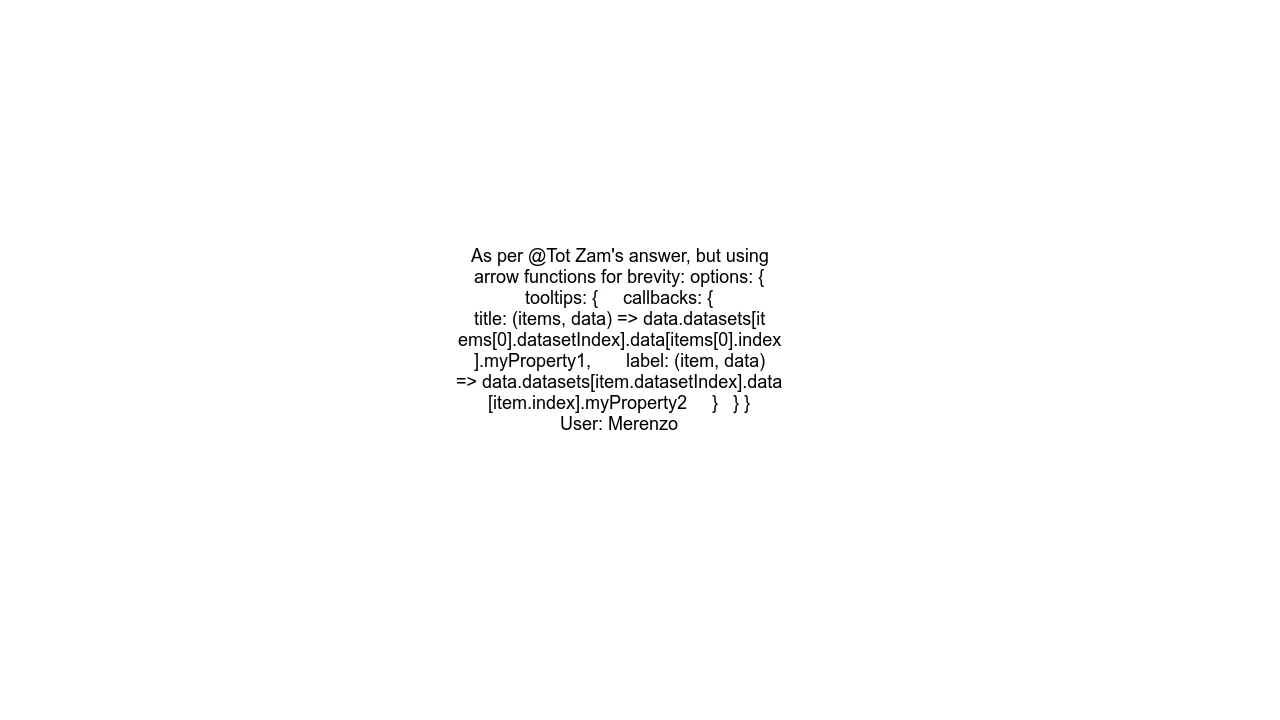 As per @Tot Zam's answer, but using
arrow functions for brevity: options: {
tooltips: {     callbacks: {
title: (items, data) => data.datasets[it
ems[0].datasetIndex].data[items[0].index
].myProperty1,       label: (item, data)
=> data.datasets[item.datasetIndex].data
[item.index].myProperty2     }   } }
User: Merenzo